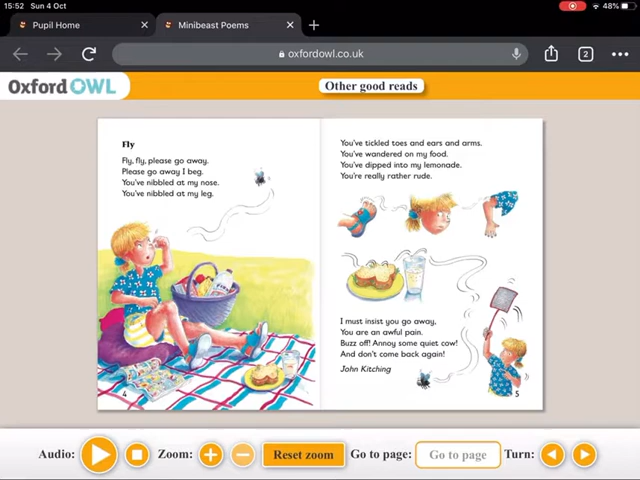 15:52 Sun 4 Oct
48%
Pupil Home
Minibeast Poems
oxfordowl.co.uk
2
Oxford OWL
Other good reads
Fly
Fly, fly, please go away.
Please go away I beg.
You've nibbled at my nose.
You've nibbled at my leg.
4
You've tickled toes and ears and arms.
You've wandered on my food.
You've dipped into my lemonade.
You're really rather rude.
I must insist you go away,
You are an awful pain.
Buzz off! Annoy some quiet cow!
And don't come back again!
John Kitching
5
Audio:
Zoom:
Reset zoom
Go to page:
Go to page
Turn: